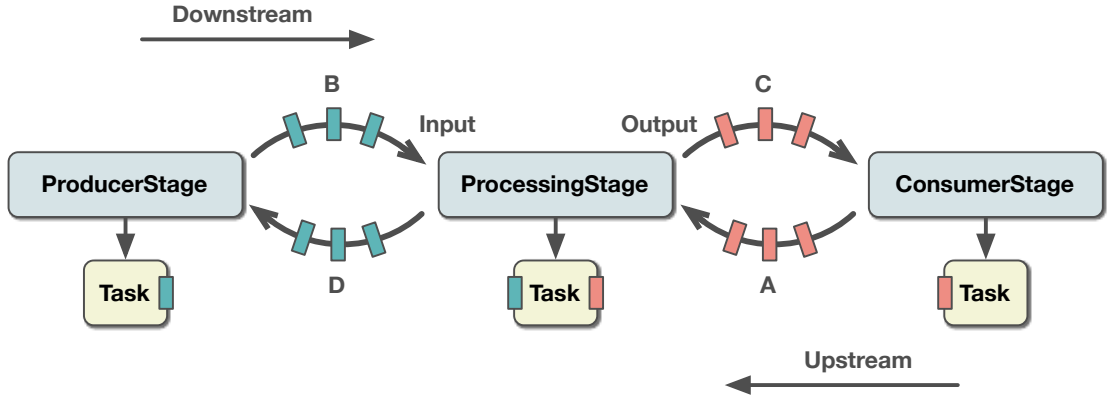 Downstream
B
C
Input
Output
ProducerStage
ProcessingStage
ConsumerStage
D
A
Task
Task
Task
Upstream